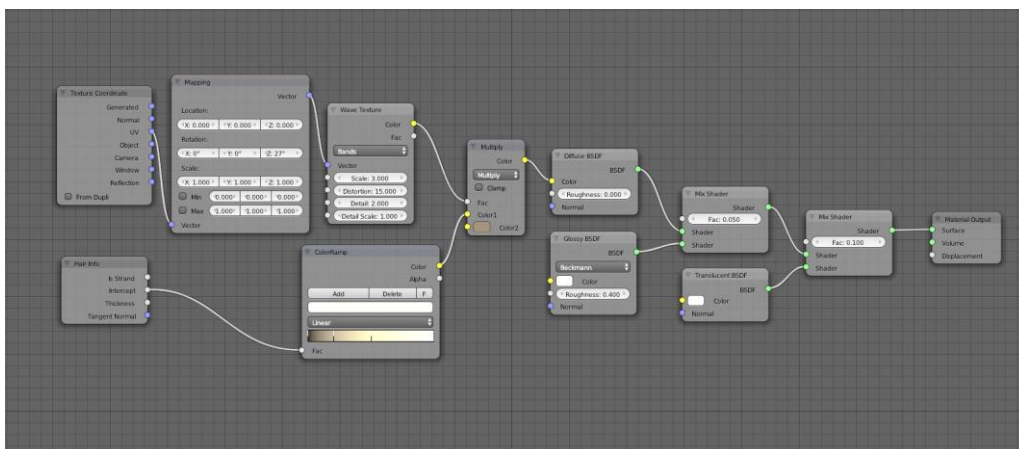 Texture Coordinate
Generated
Normal
UV
Object
Camera
Window
Reflection
From Dupli
Mapping
Vector
Location:
X: 0.000 Y: 0.000 Z: 0.000
Rotation:
X: 0° Y: 0° Z: 27°
Scale:
X: 1.000 Y: 1.000 Z: 1.000
Min 0.000 0.000 0.000
Max 1.000 1.000 1.000
Vector
Wave Texture
Color
Fac
Bands
Vector
Scale: 3.000
Distortion: 15.000
Detail: 2.000
Detail Scale: 1.000
Hair Info
Is Strand
Intercept
Thickness
Tangent Normal
ColorRamp
Color
Alpha
Add Delete F
Linear
Fac
Multiply
Color
Multiply
Clamp
Fac
Color1
Color2
Diffuse BSDF
BSDF
Color
Roughness: 0.000
Normal
Glossy BSDF
BSDF
Beckmann
Color
Roughness: 0.400
Normal
Mix Shader
Shader
Fac: 0.050
Shader
Shader
Translucent BSDF
BSDF
Color
Normal
Mix Shader
Shader
Fac: 0.100
Shader
Shader
Material Output
Surface
Volume
Displacement